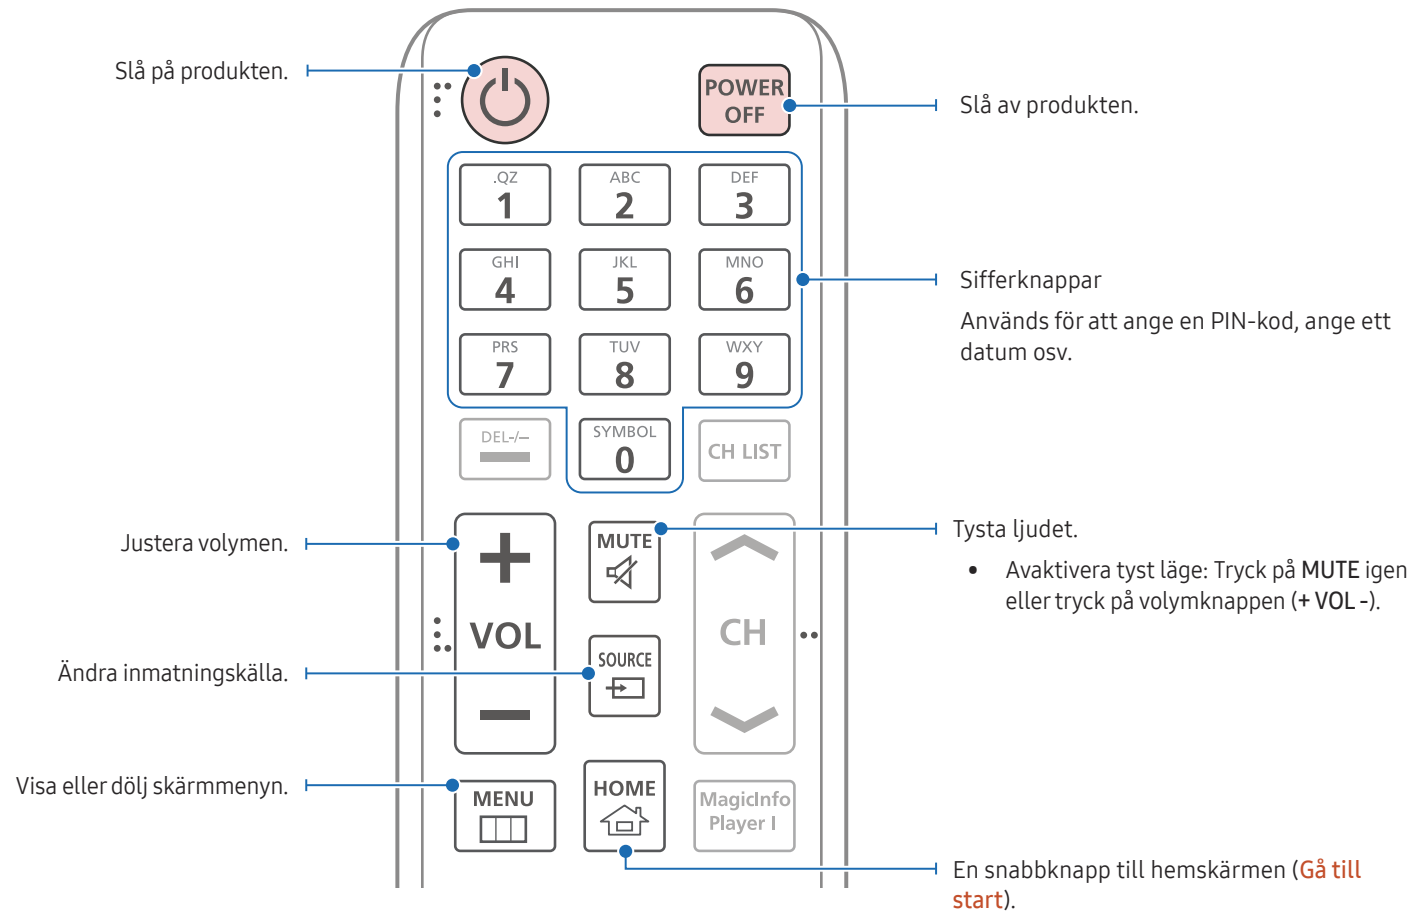 Slå på produkten.
POWER
OFF
Slå av produkten.
.QZ
1
ABC
2
DEF
3
GHI
4
JKL
5
MNO
6
Sifferknappar
Används för att ange en PIN-kod, ange ett
datum osv.
PRS
7
TUV
8
WXY
9
DEL-/—
SYMBOL
0
CH LIST
Justera volymen.
+
VOL
−
MUTE
Tysta ljudet.
• Avaktivera tyst läge: Tryck på MUTE igen
eller tryck på volymknappen (+ VOL -).
CH
Ändra inmatningskälla.
SOURCE
Visa eller dölj skärmmenyn.
MENU
HOME
MagicInfo
Player I
En snabbknapp till hemskärmen (Gå till
start).